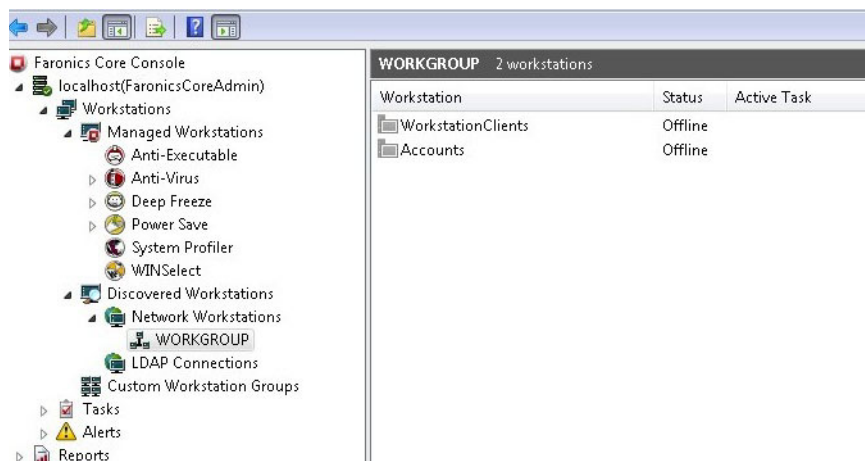 Faronics Core Console
localhost(FaronicsCoreAdmin)
Workstations
Managed Workstations
Anti-Executable
Anti-Virus
Deep Freeze
Power Save
System Profiler
WINSelect
Discovered Workstations
Network Workstations
WORKGROUP
LDAP Connections
Custom Workstation Groups
Tasks
Alerts
Reports
WORKGROUP 2 workstations
Workstation Status Active Task
WorkstationClients Offline
Accounts Offline